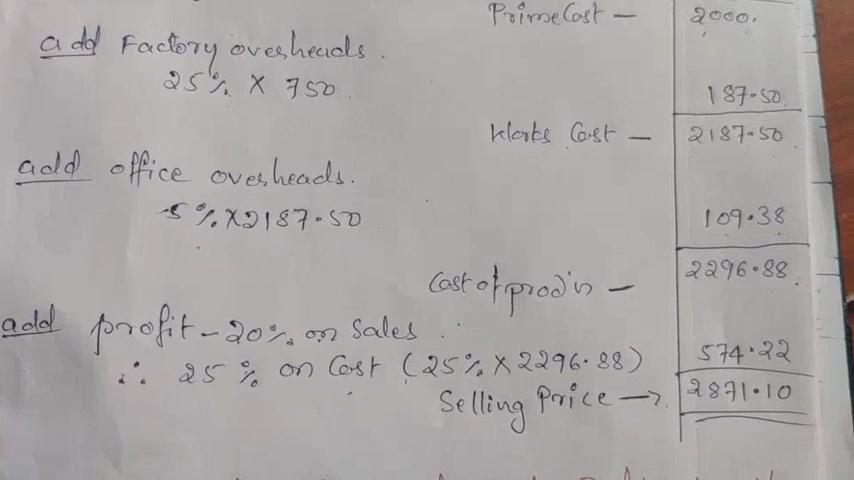 Prime Cost – 2000.
add Factory overheads.
25% X 750 187.50
Works Cost – 2187.50
add office overheads.
5% X 2187.50 109.38
Cost of prod'n – 2296.88
add profit – 20% on Sales
∴ 25% on Cost (25% X 2296.88) 574.22
Selling Price → 2871.10